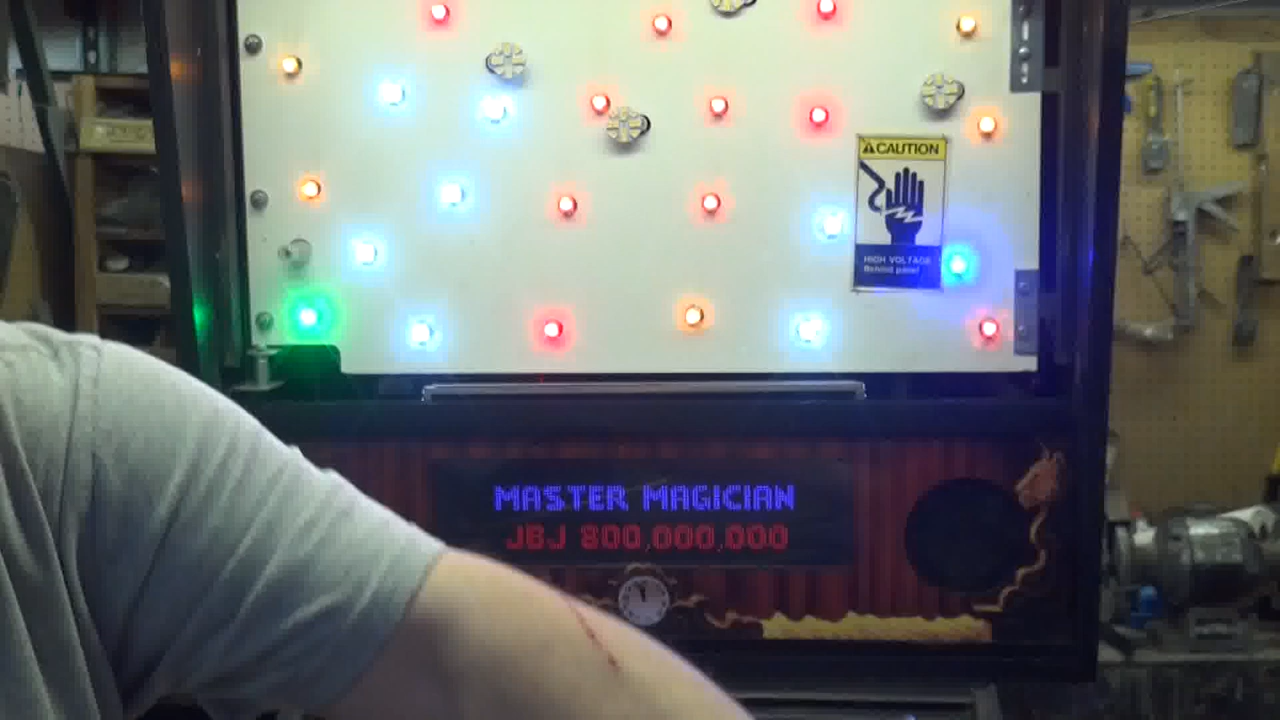 CAUTION
HIGH VOLTAGE
Behind panel
MASTER MAGICIAN
JBJ 800,000,000